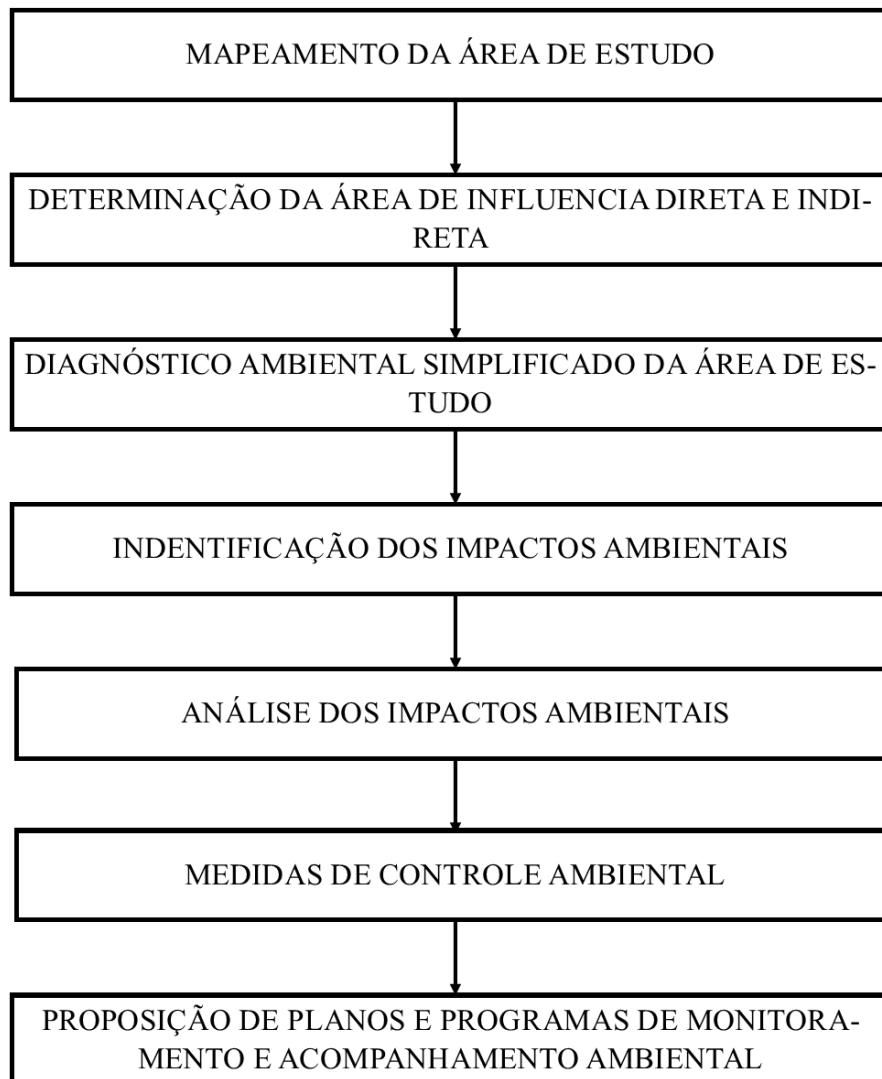 MAPEAMENTO DA ÁREA DE ESTUDO
DETERMINAÇÃO DA ÁREA DE INFLUENCIA DIRETA E INDI-
RETA
DIAGNÓSTICO AMBIENTAL SIMPLIFICADO DA ÁREA DE ES-
TUDO
INDENTIFICAÇÃO DOS IMPACTOS AMBIENTAIS
ANÁLISE DOS IMPACTOS AMBIENTAIS
MEDIDAS DE CONTROLE AMBIENTAL
PROPOSIÇÃO DE PLANOS E PROGRAMAS DE MONITORA-
MENTO E ACOMPANHAMENTO AMBIENTAL